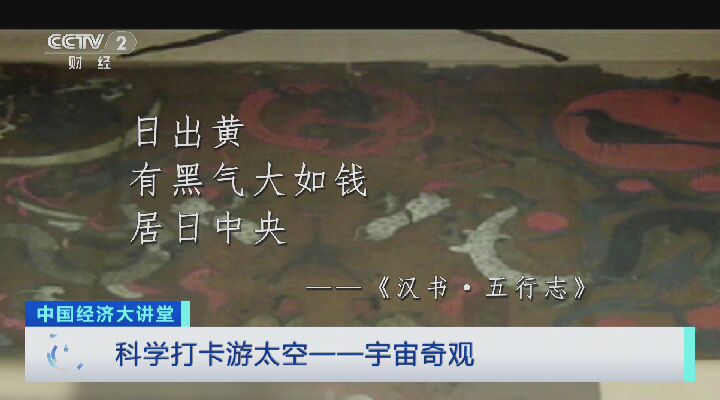 CCTV 2
财经
日出黄
有黑气大如钱
居日中央
——《汉书·五行志》
中国经济大讲堂
科学打卡游太空——宇宙奇观